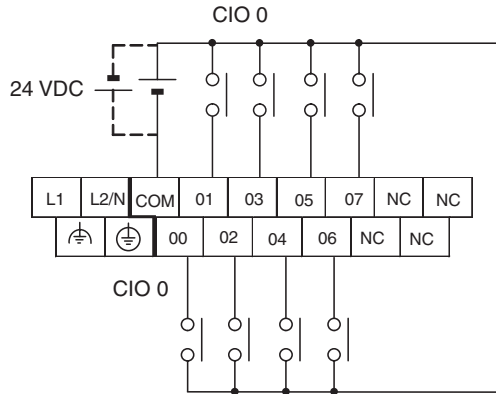 CIO 0
24 VDC
L1 L2/N COM 01 03 05 07 NC NC
00 02 04 06 NC NC
CIO 0